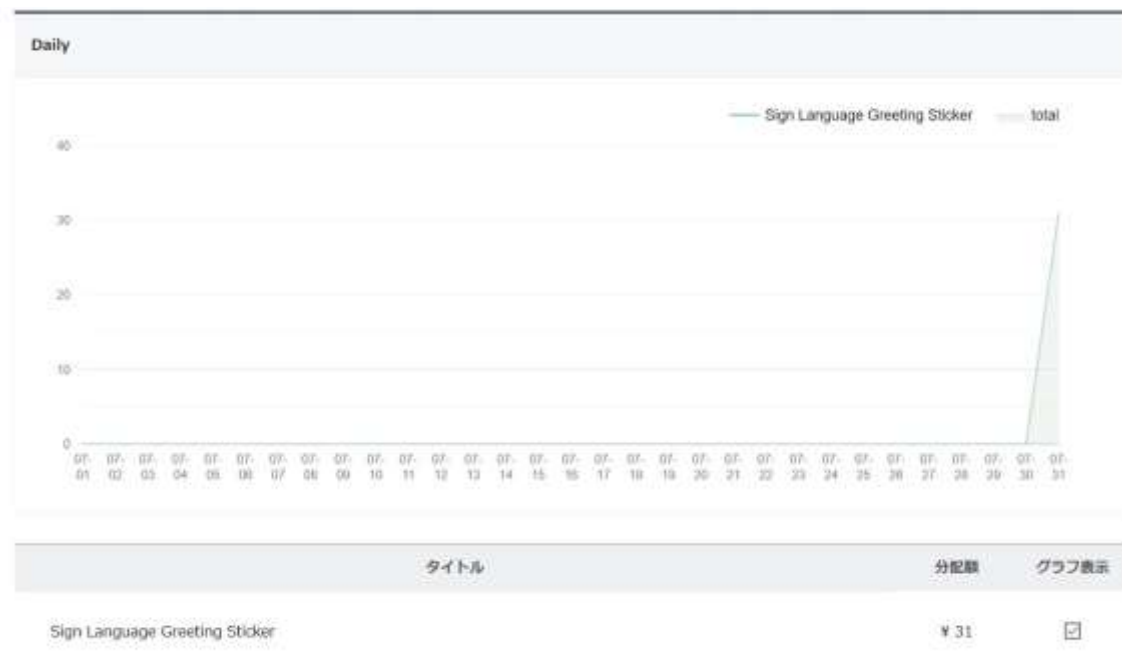 Daily
Sign Language Greeting Sticker total
40
30
20
10
0
07- 07- 07- 07- 07- 07- 07- 07- 07- 07- 07- 07- 07- 07- 07- 07- 07- 07- 07- 07- 07- 07- 07- 07- 07- 07- 07- 07- 07- 07- 07-
01 02 03 04 05 06 07 08 09 10 11 12 13 14 15 16 17 18 19 20 21 22 23 24 25 26 27 28 29 30 31
タイトル 分配額 グラフ表示
Sign Language Greeting Sticker ¥ 31